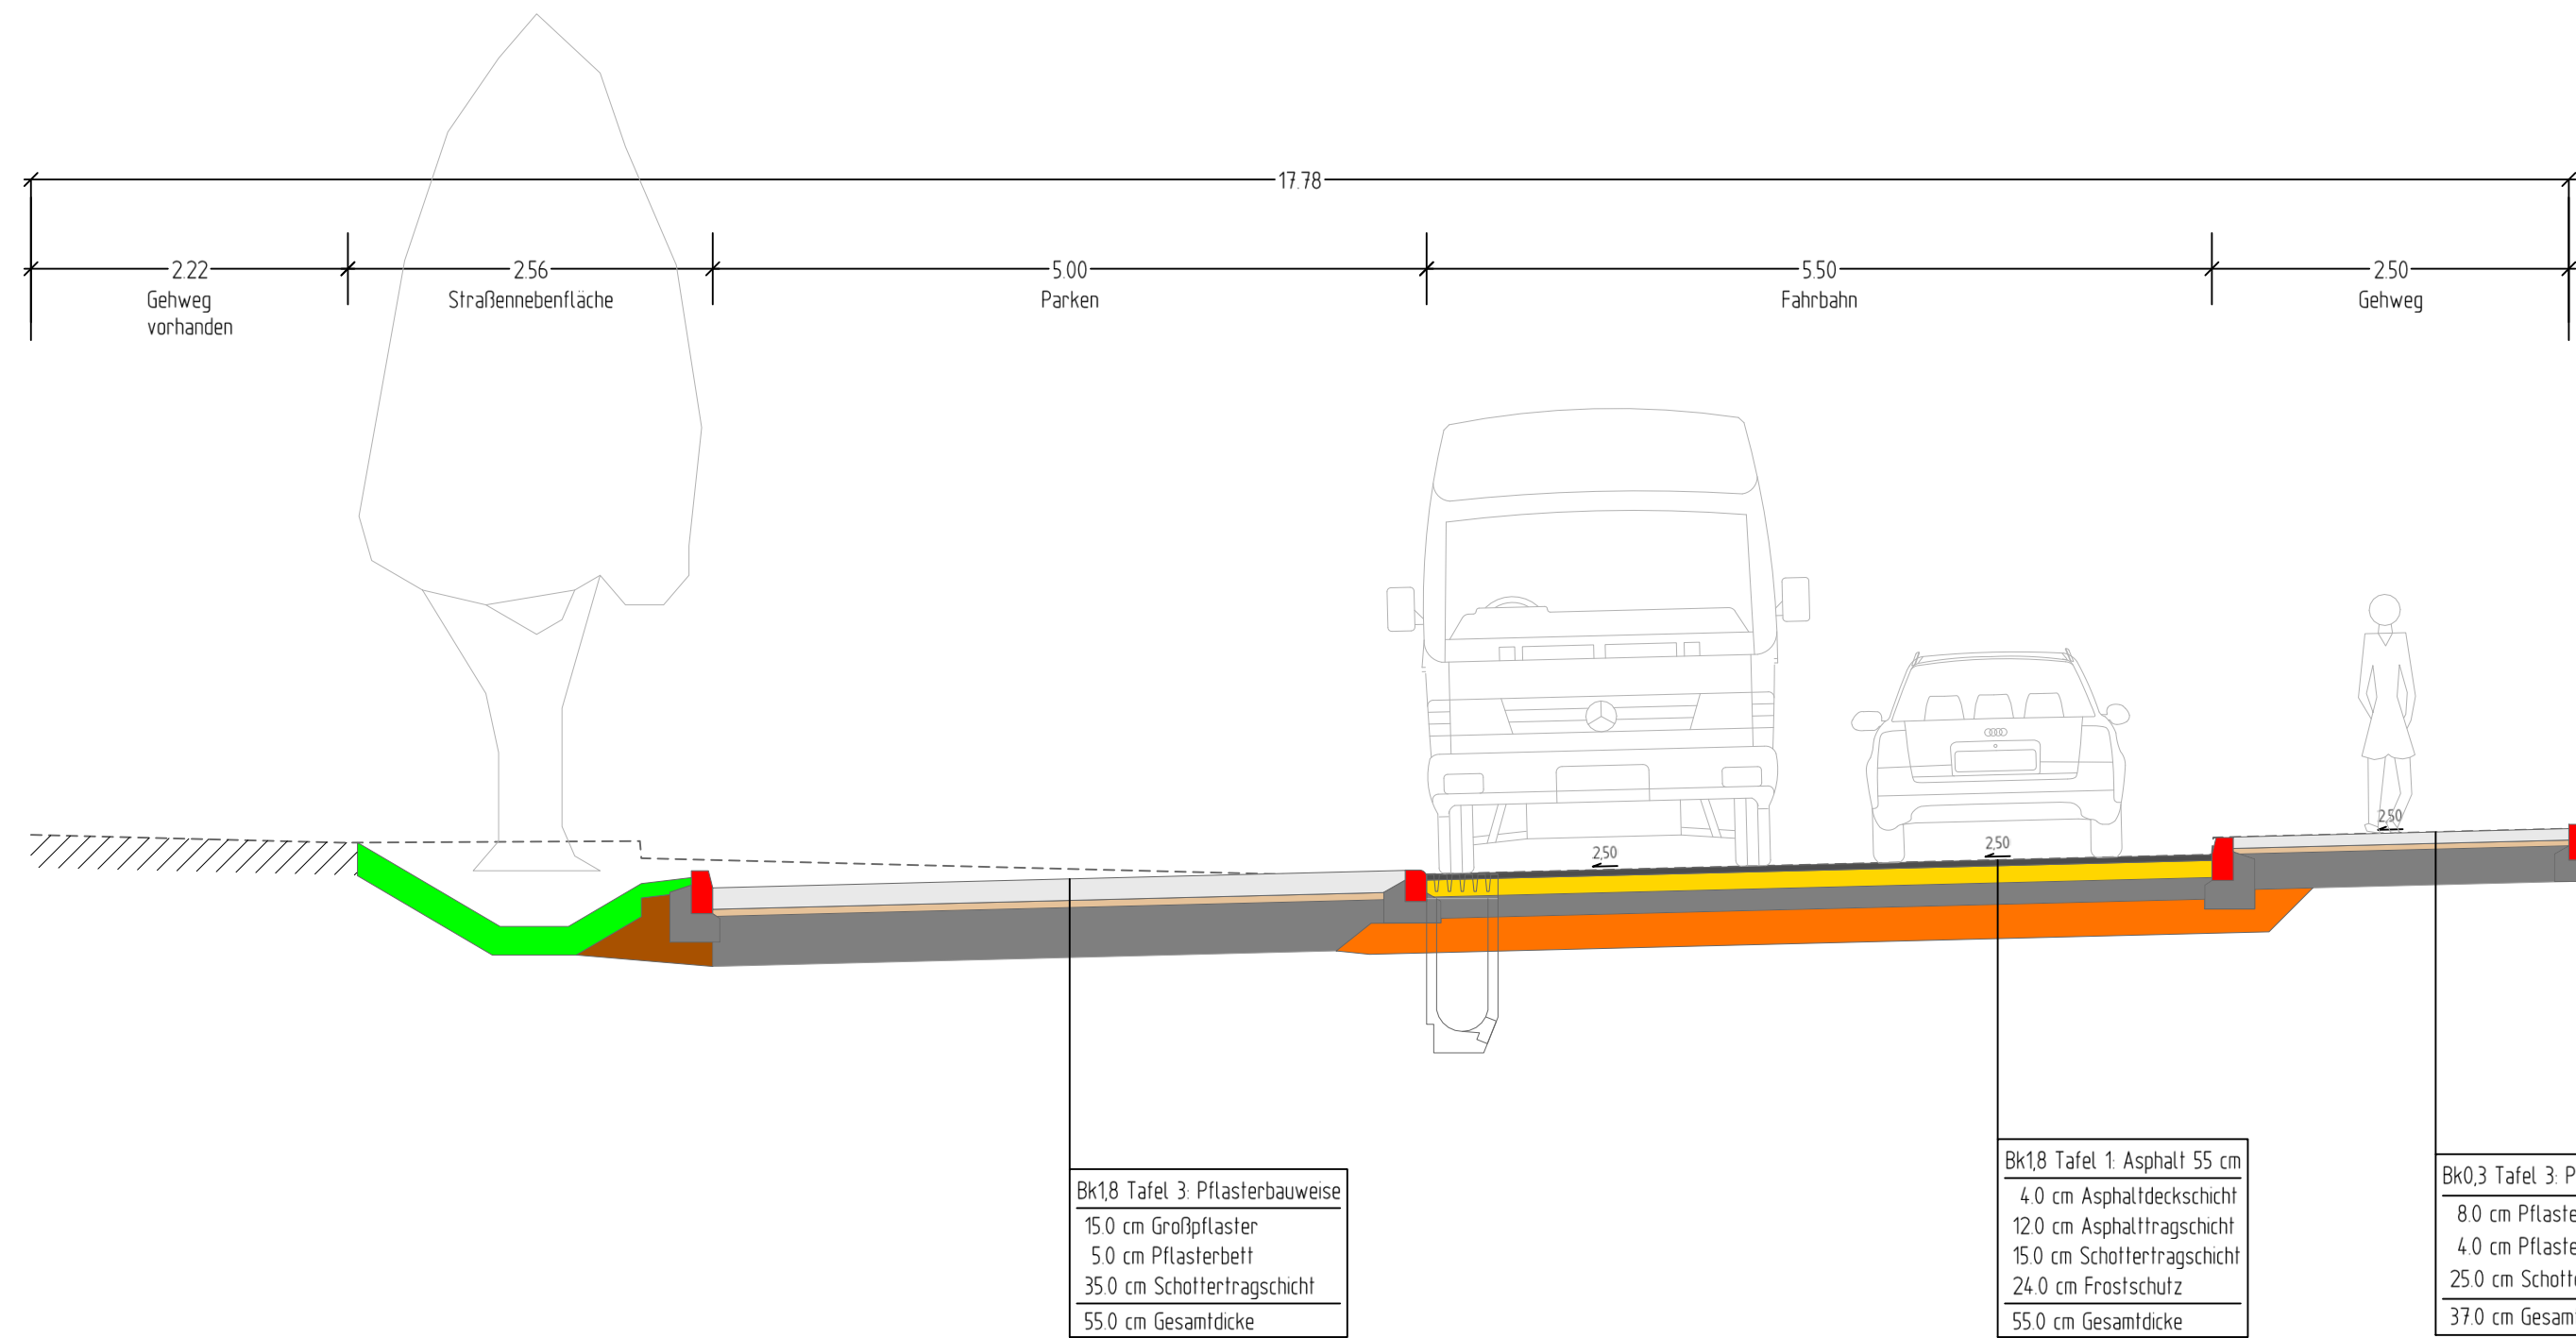 17.78
2.22
2.56
5.00
5.50
2.50
Gehweg
vorhanden
Straßennebenfläche
Parken
Fahrbahn
Gehweg
2,50
2,50
2,50
Bk1,8 Tafel 3: Pflasterbauweise
15.0 cm Großpflaster
5.0 cm Pflasterbett
35.0 cm Schottertragschicht
55.0 cm Gesamtdicke
Bk1,8 Tafel 1: Asphalt 55 cm
4.0 cm Asphaltdeckschicht
12.0 cm Asphalttragschicht
15.0 cm Schottertragschicht
24.0 cm Frostschutz
55.0 cm Gesamtdicke
Bk0,3 Tafel 3:
8.0 cm
4.0 cm
25.0 cm
37.0 cm